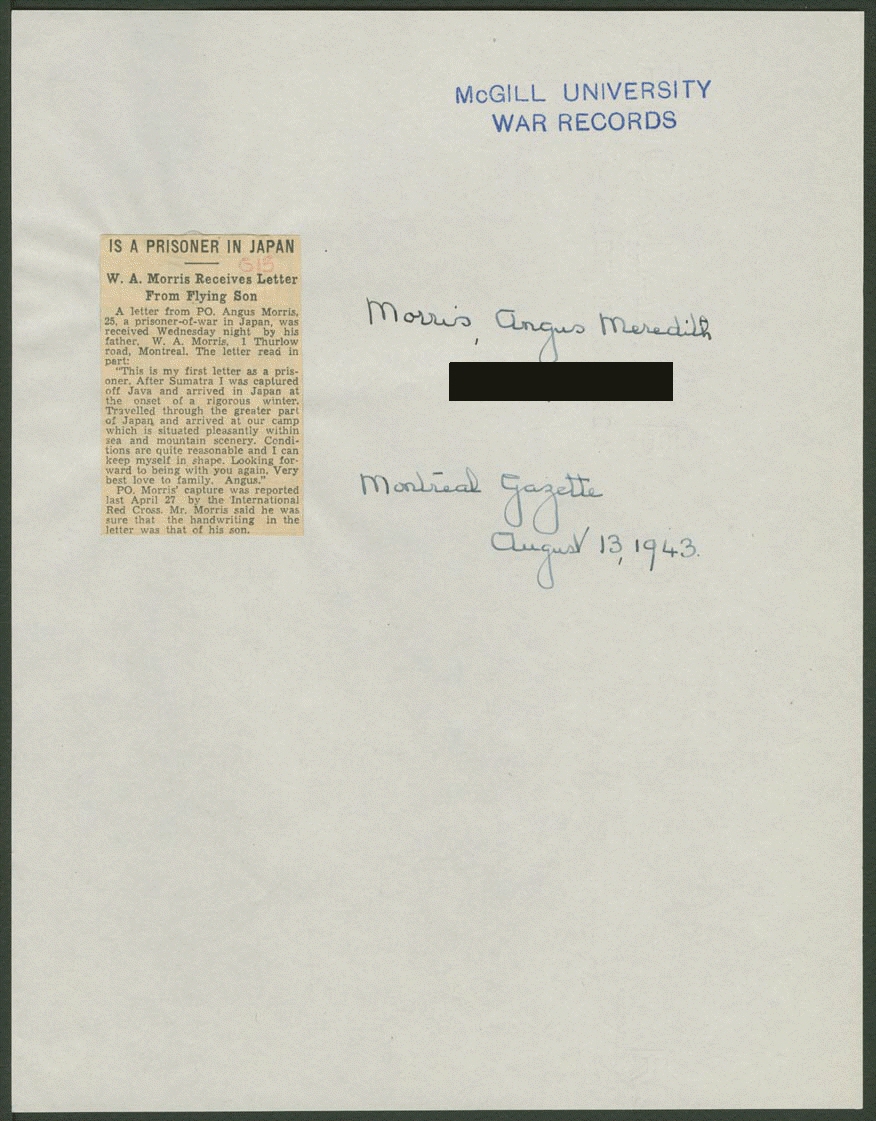 McGILL UNIVERSITY
WAR RECORDS
IS A PRISONER IN JAPAN
G13
W. A. Morris Receives Letter
From Flying Son
A letter from PO. Angus Morris,
25, a prisoner-of-war in Japan, was
received Wednesday night by his
father, W. A. Morris, 1 Thurlow
road, Montreal. The letter read in
part:
"This is my first letter as a pris-
oner. After Sumatra I was captured
off Java and arrived in Japan at
the onset of a rigorous winter.
Travelled through the greater part
of Japan, and arrived at our camp
which is situated pleasantly within
sea and mountain scenery. Condi-
tions are quite reasonable and I can
keep myself in shape. Looking for-
ward to being with you again. Very
best love to family. Angus."
PO. Morris' capture was reported
last April 27 by the International
Red Cross. Mr. Morris said he was
sure that the handwriting in the
letter was that of his son.
Morris, Angus Meredith
Montreal Gazette
August 13, 1943.